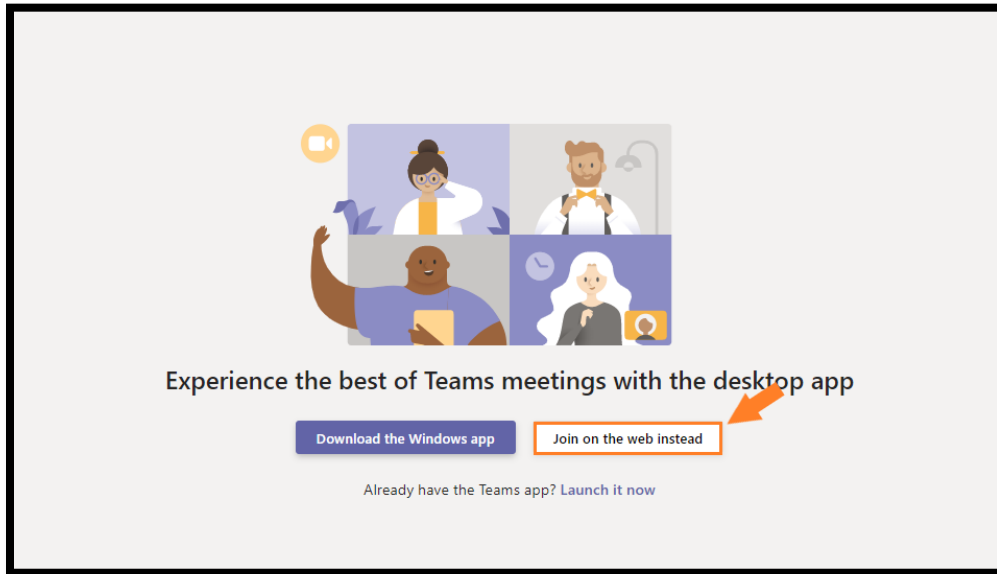 Experience the best of Teams meetings with the desktop app
Download the Windows app
Join on the web instead
Already have the Teams app? Launch it now